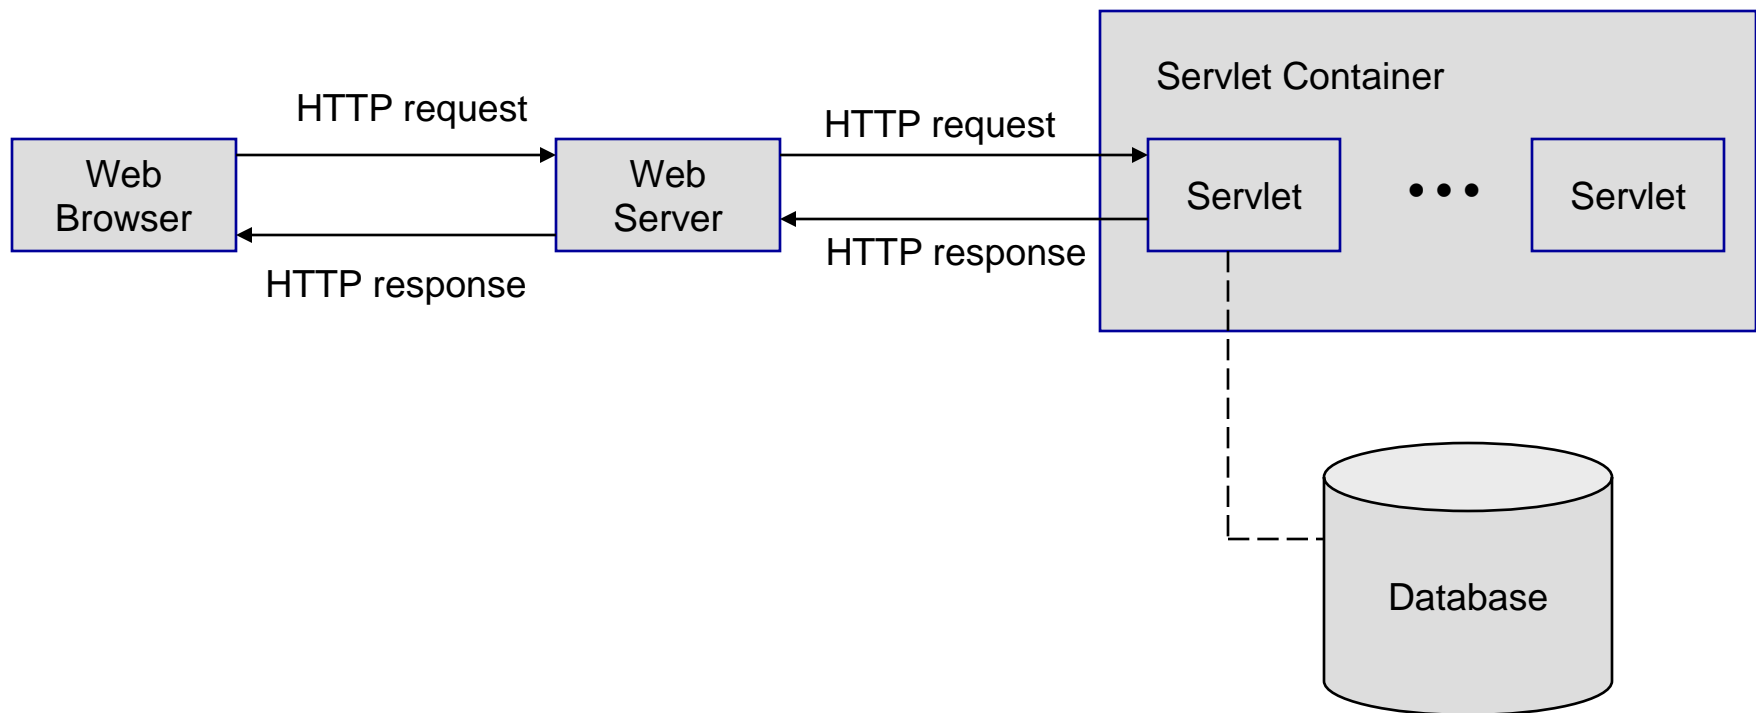 Servlet Container
HTTP request
HTTP request
Web
Browser
Web
Server
Servlet
•••
Servlet
HTTP response
HTTP response
Database